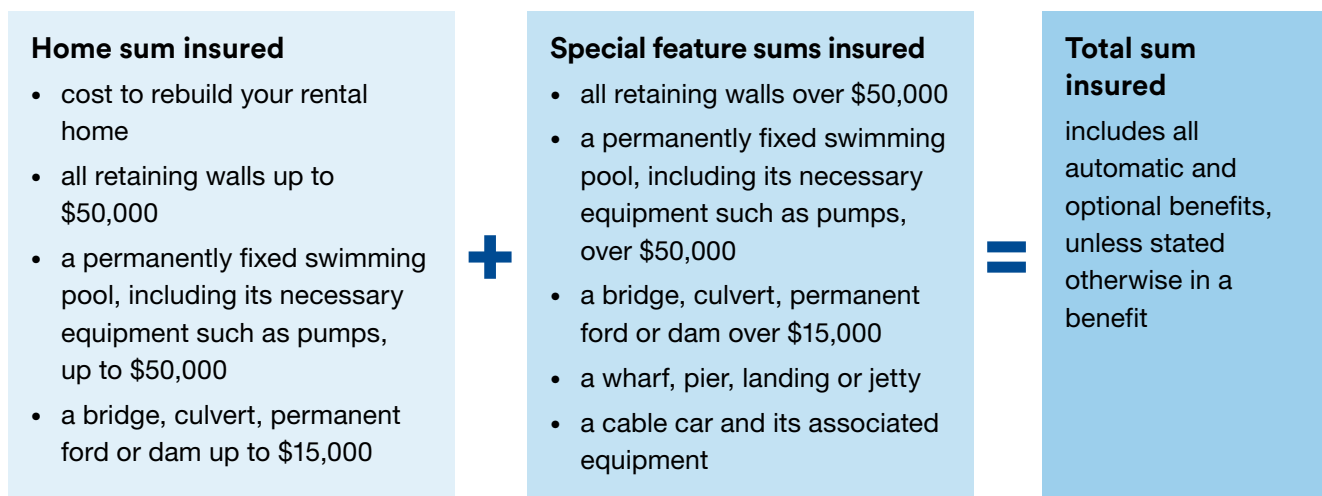 Home sum insured
• cost to rebuild your rental
home
• all retaining walls up to
$50,000
• a permanently fixed swimming
pool, including its necessary
equipment such as pumps,
up to $50,000
• a bridge, culvert, permanent
ford or dam up to $15,000
+
Special feature sums insured
• all retaining walls over $50,000
• a permanently fixed swimming
pool, including its necessary
equipment such as pumps,
over $50,000
• a bridge, culvert, permanent
ford or dam over $15,000
• a wharf, pier, landing or jetty
• a cable car and its associated
equipment
=
Total sum
insured
includes all
automatic and
optional benefits,
unless stated
otherwise in a
benefit